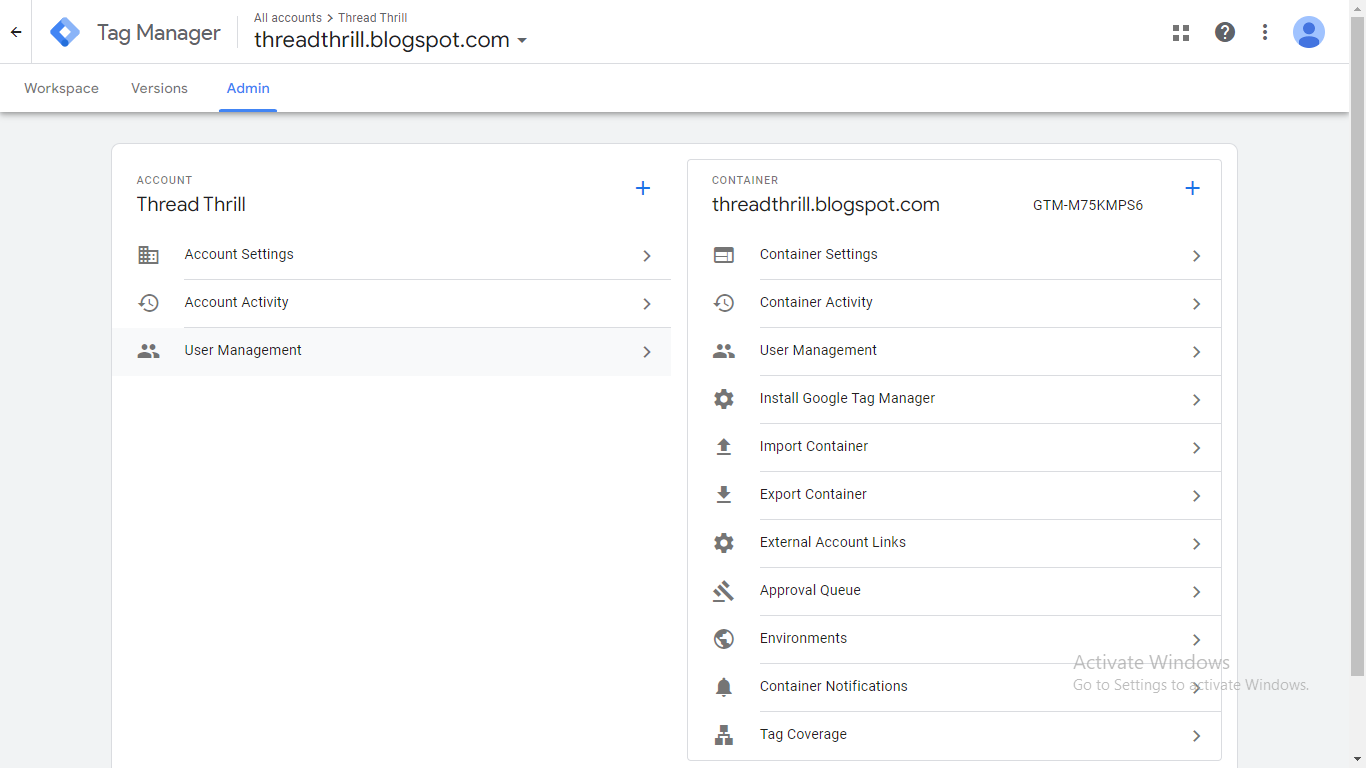 All accounts > Thread Thrill
Tag Manager
threadthrill.blogspot.com
Workspace Versions Admin
ACCOUNT
Thread Thrill
Account Settings
Account Activity
User Management
CONTAINER
threadthrill.blogspot.com GTM-M75KMPS6
Container Settings
Container Activity
User Management
Install Google Tag Manager
Import Container
Export Container
External Account Links
Approval Queue
Environments
Container Notifications
Tag Coverage
Activate Windows
Go to Settings to activate Windows.